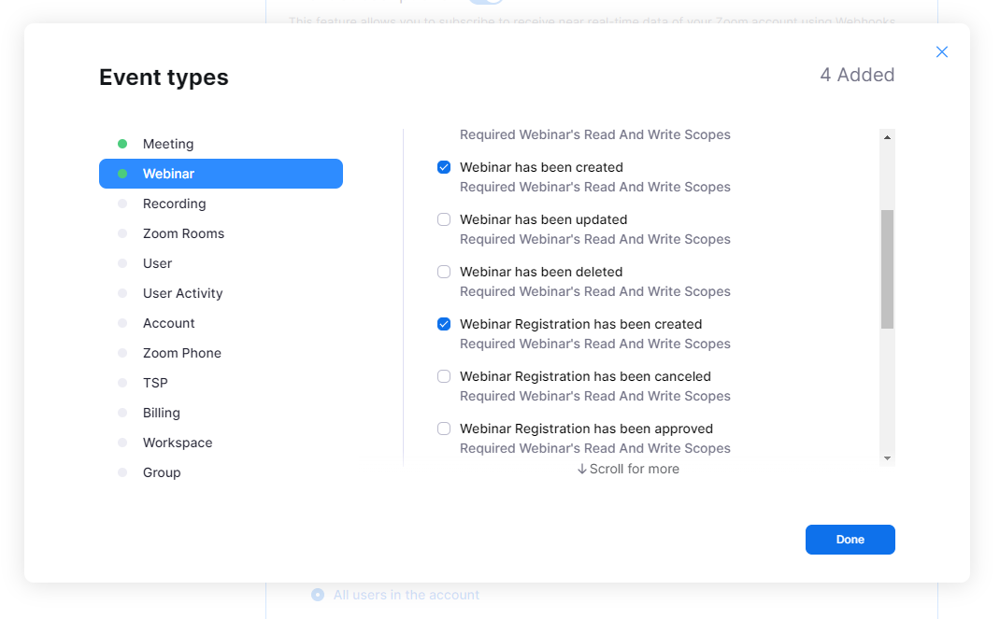 This feature allows you to subscribe to receive near real-time data of your Zoom account using Webhooks
Event types
4 Added
Meeting
Webinar
Recording
Zoom Rooms
User
User Activity
Account
Zoom Phone
TSP
Billing
Workspace
Group
Required Webinar's Read And Write Scopes
Webinar has been created
Required Webinar's Read And Write Scopes
Webinar has been updated
Required Webinar's Read And Write Scopes
Webinar has been deleted
Required Webinar's Read And Write Scopes
Webinar Registration has been created
Required Webinar's Read And Write Scopes
Webinar Registration has been canceled
Required Webinar's Read And Write Scopes
Webinar Registration has been approved
Required Webinar's Read And Write Scopes
↓ Scroll for more
Done
All users in the account